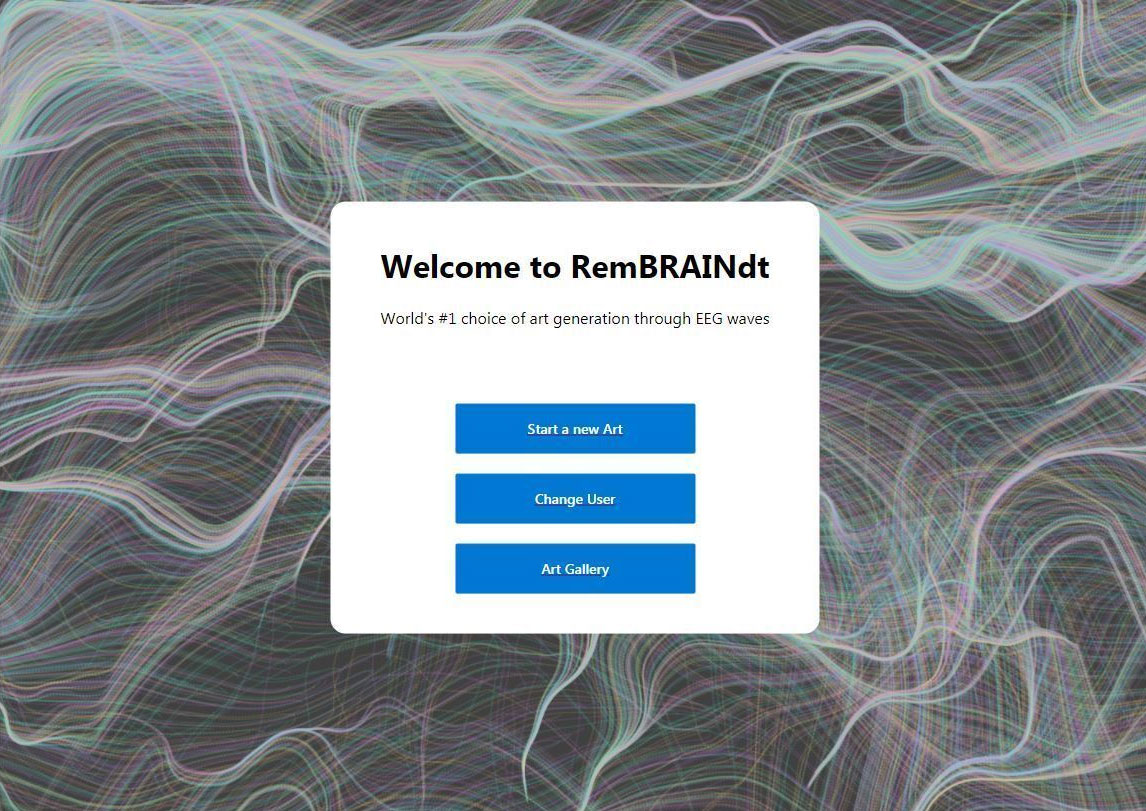 Welcome to RemBRAINdt
World's #1 choice of art generation through EEG waves
Start a new Art
Change User
Art Gallery